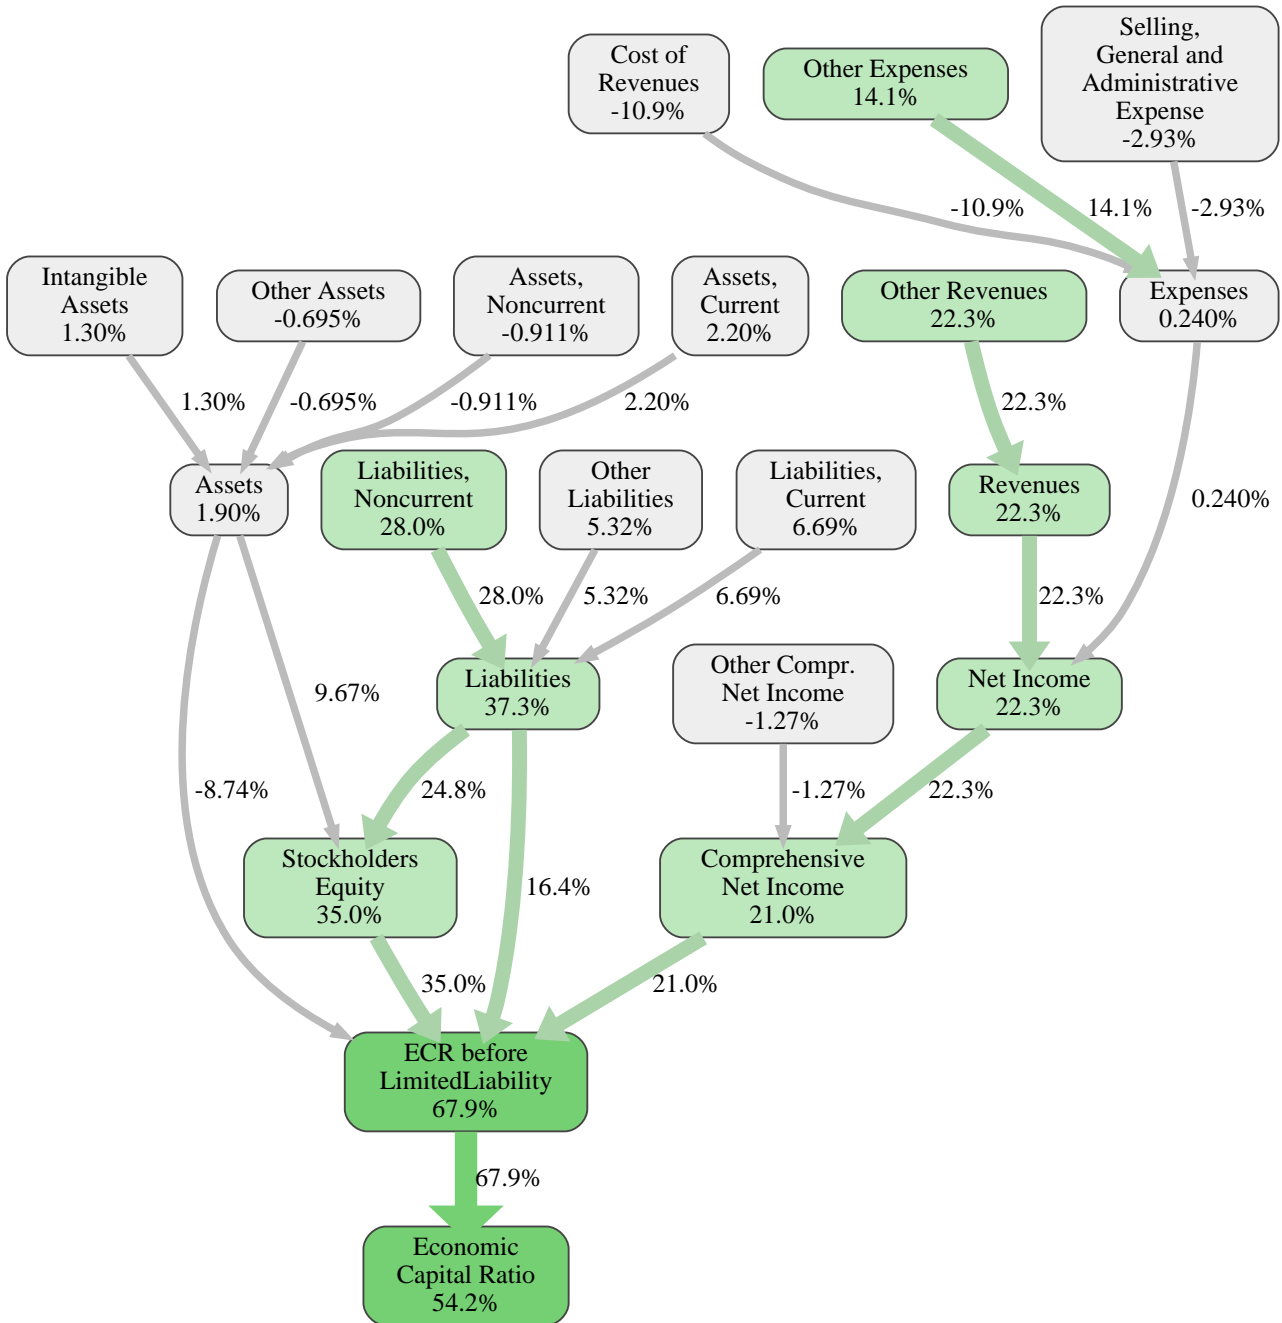 Cost of
Revenues
-10.9%
Other Expenses
14.1%
Selling,
General and
Administrative
Expense
-2.93%
-10.9%
14.1%
-2.93%
Intangible
Assets
1.30%
Other Assets
-0.695%
Assets,
Noncurrent
-0.911%
Assets,
Current
2.20%
Other Revenues
22.3%
Expenses
0.240%
1.30%
-0.695%
-0.911%
2.20%
22.3%
Assets
1.90%
Liabilities,
Noncurrent
28.0%
Other
Liabilities
5.32%
Liabilities,
Current
6.69%
Revenues
22.3%
0.240%
28.0%
5.32%
6.69%
22.3%
9.67%
Liabilities
37.3%
Other Compr.
Net Income
-1.27%
Net Income
22.3%
-8.74%
24.8%
-1.27%
22.3%
Stockholders
Equity
35.0%
16.4%
Comprehensive
Net Income
21.0%
35.0%
21.0%
ECR before
LimitedLiability
67.9%
67.9%
Economic
Capital Ratio
54.2%